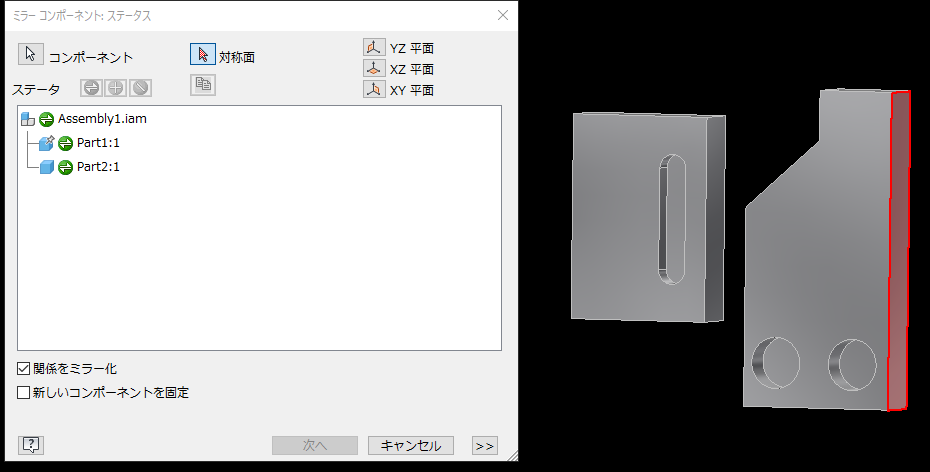 ミラー コンポーネント: ステータス
コンポーネント
対称面
YZ 平面
XZ 平面
XY 平面
ステータ
Assembly1.iam
Part1:1
Part2:1
関係をミラー化
新しいコンポーネントを固定
?
次へ
キャンセル
>>